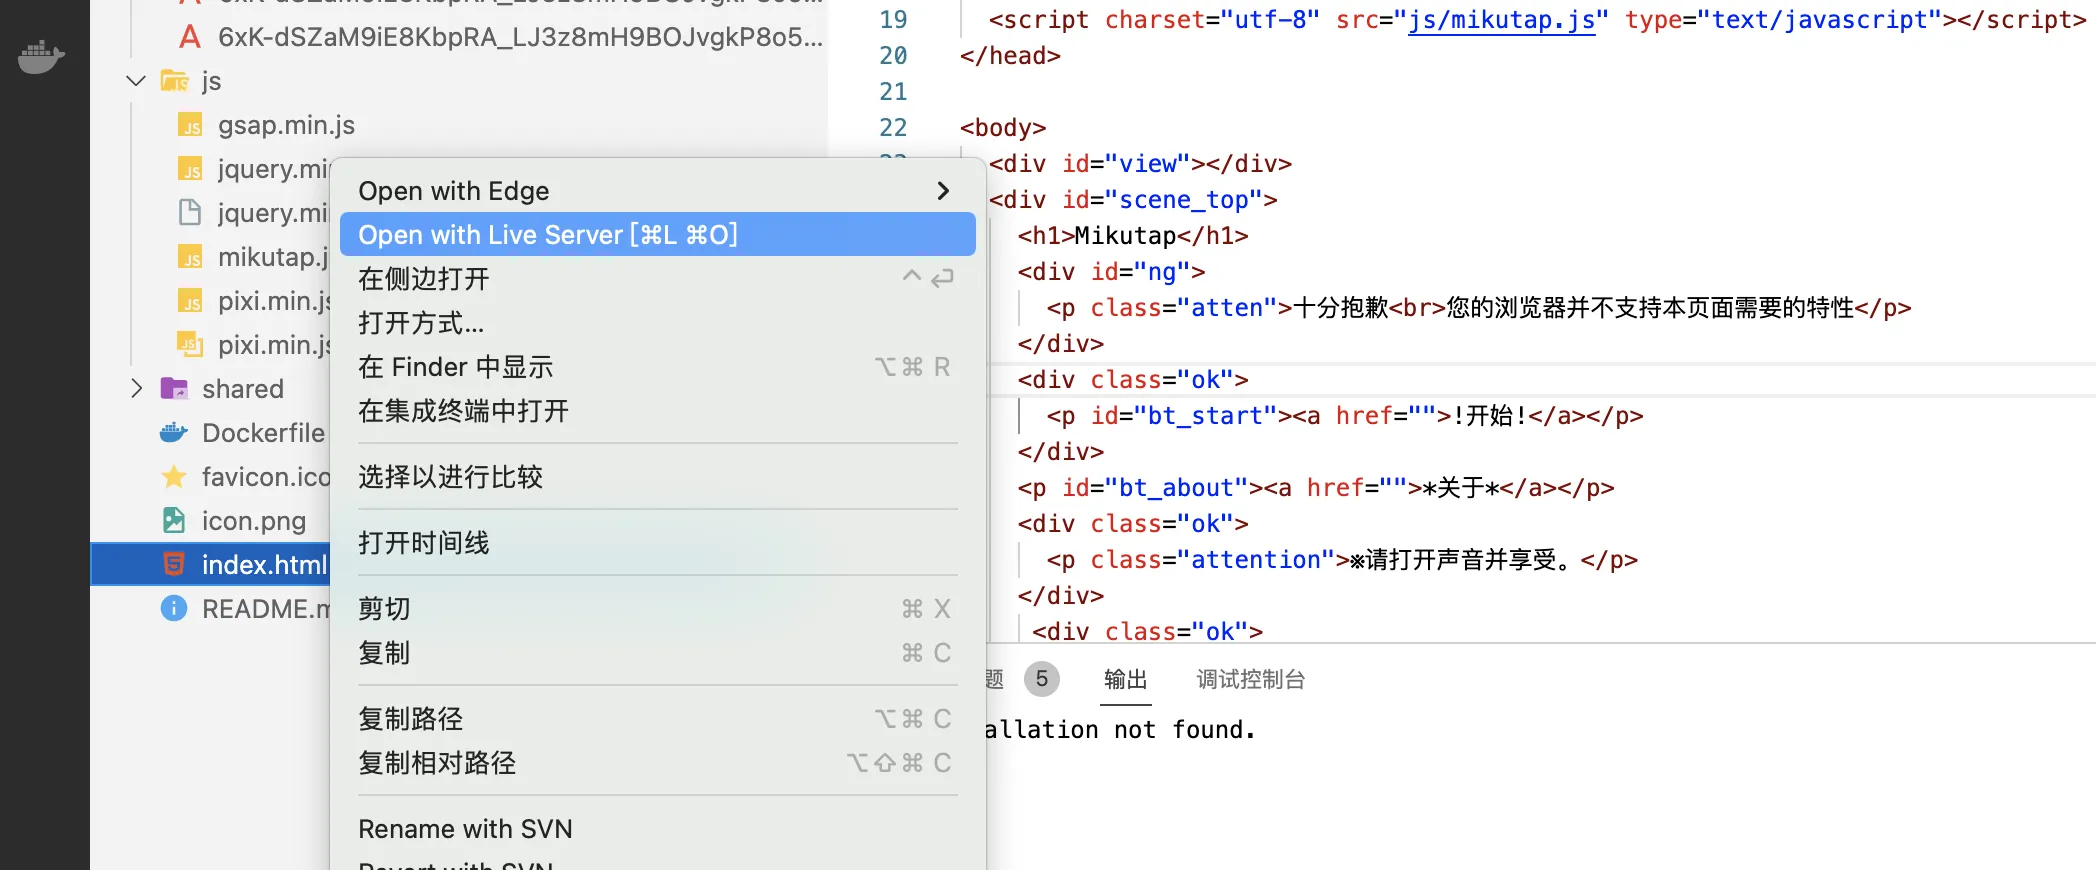 6xK-dSZaM9iE8KbpRA_LJ3z8mH9BOJvgkP8o5...
js
gsap.min.js
jquery.mi
jquery.mi
mikutap.j
pixi.min.js
pixi.min.js
shared
Dockerfile
favicon.ico
icon.png
index.html
README.m
Open with Edge
Open with Live Server [⌘L ⌘O]
在侧边打开 ^ ↩
打开方式...
在 Finder 中显示 ⌥⌘ R
在集成终端中打开
选择以进行比较
打开时间线
剪切 ⌘ X
复制 ⌘ C
复制路径 ⌥⌘ C
复制相对路径 ⌥⇧⌘ C
Rename with SVN
Revert with SVN
19 <script charset="utf-8" src="js/mikutap.js" type="text/javascript"></script>
20 </head>
21
22 <body>
<div id="view"></div>
<div id="scene_top">
<h1>Mikutap</h1>
<div id="ng">
<p class="atten">十分抱歉<br>您的浏览器并不支持本页面需要的特性</p>
</div>
<div class="ok">
<p id="bt_start"><a href="">!开始!</a></p>
</div>
<p id="bt_about"><a href="">*关于*</a></p>
<div class="ok">
<p class="attention">※请打开声音并享受。</p>
</div>
<div class="ok">
题 5 输出 调试控制台
allation not found.